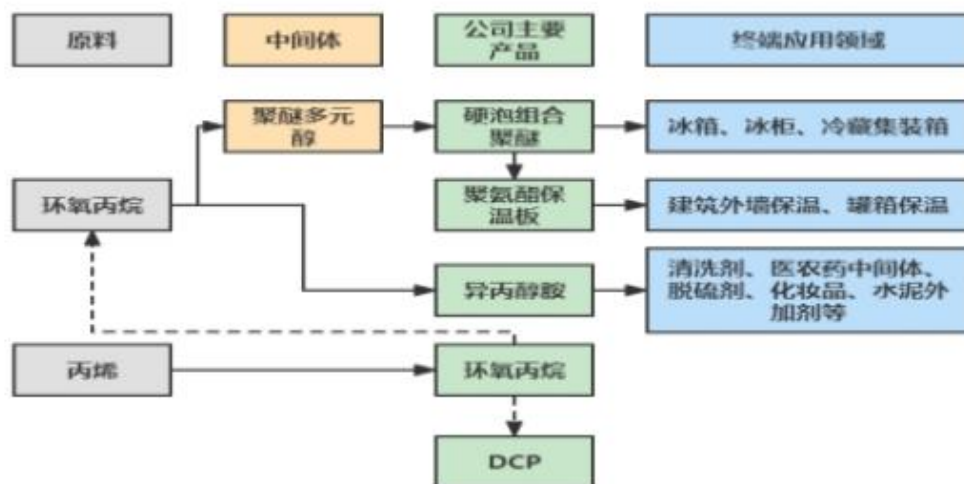 原料
中间体
公司主要
产品
终端应用领域
聚醚多元
醇
硬泡组合
聚醚
冰箱、冰柜、冷藏集装箱
环氧丙烷
聚氨酯保
温板
建筑外墙保温、罐箱保温
异丙醇胺
清洗剂、医农药中间体、
脱硫剂、化妆品、水泥外
加剂等
丙烯
环氧丙烷
DCP